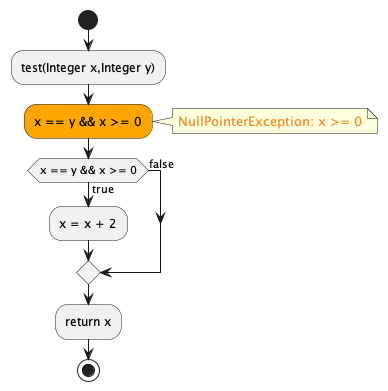 test(Integer x,Integer y)
x == y && x >= 0
NullPointerException: x >= 0
x == y && x >= 0
false
true
x = x + 2
return x